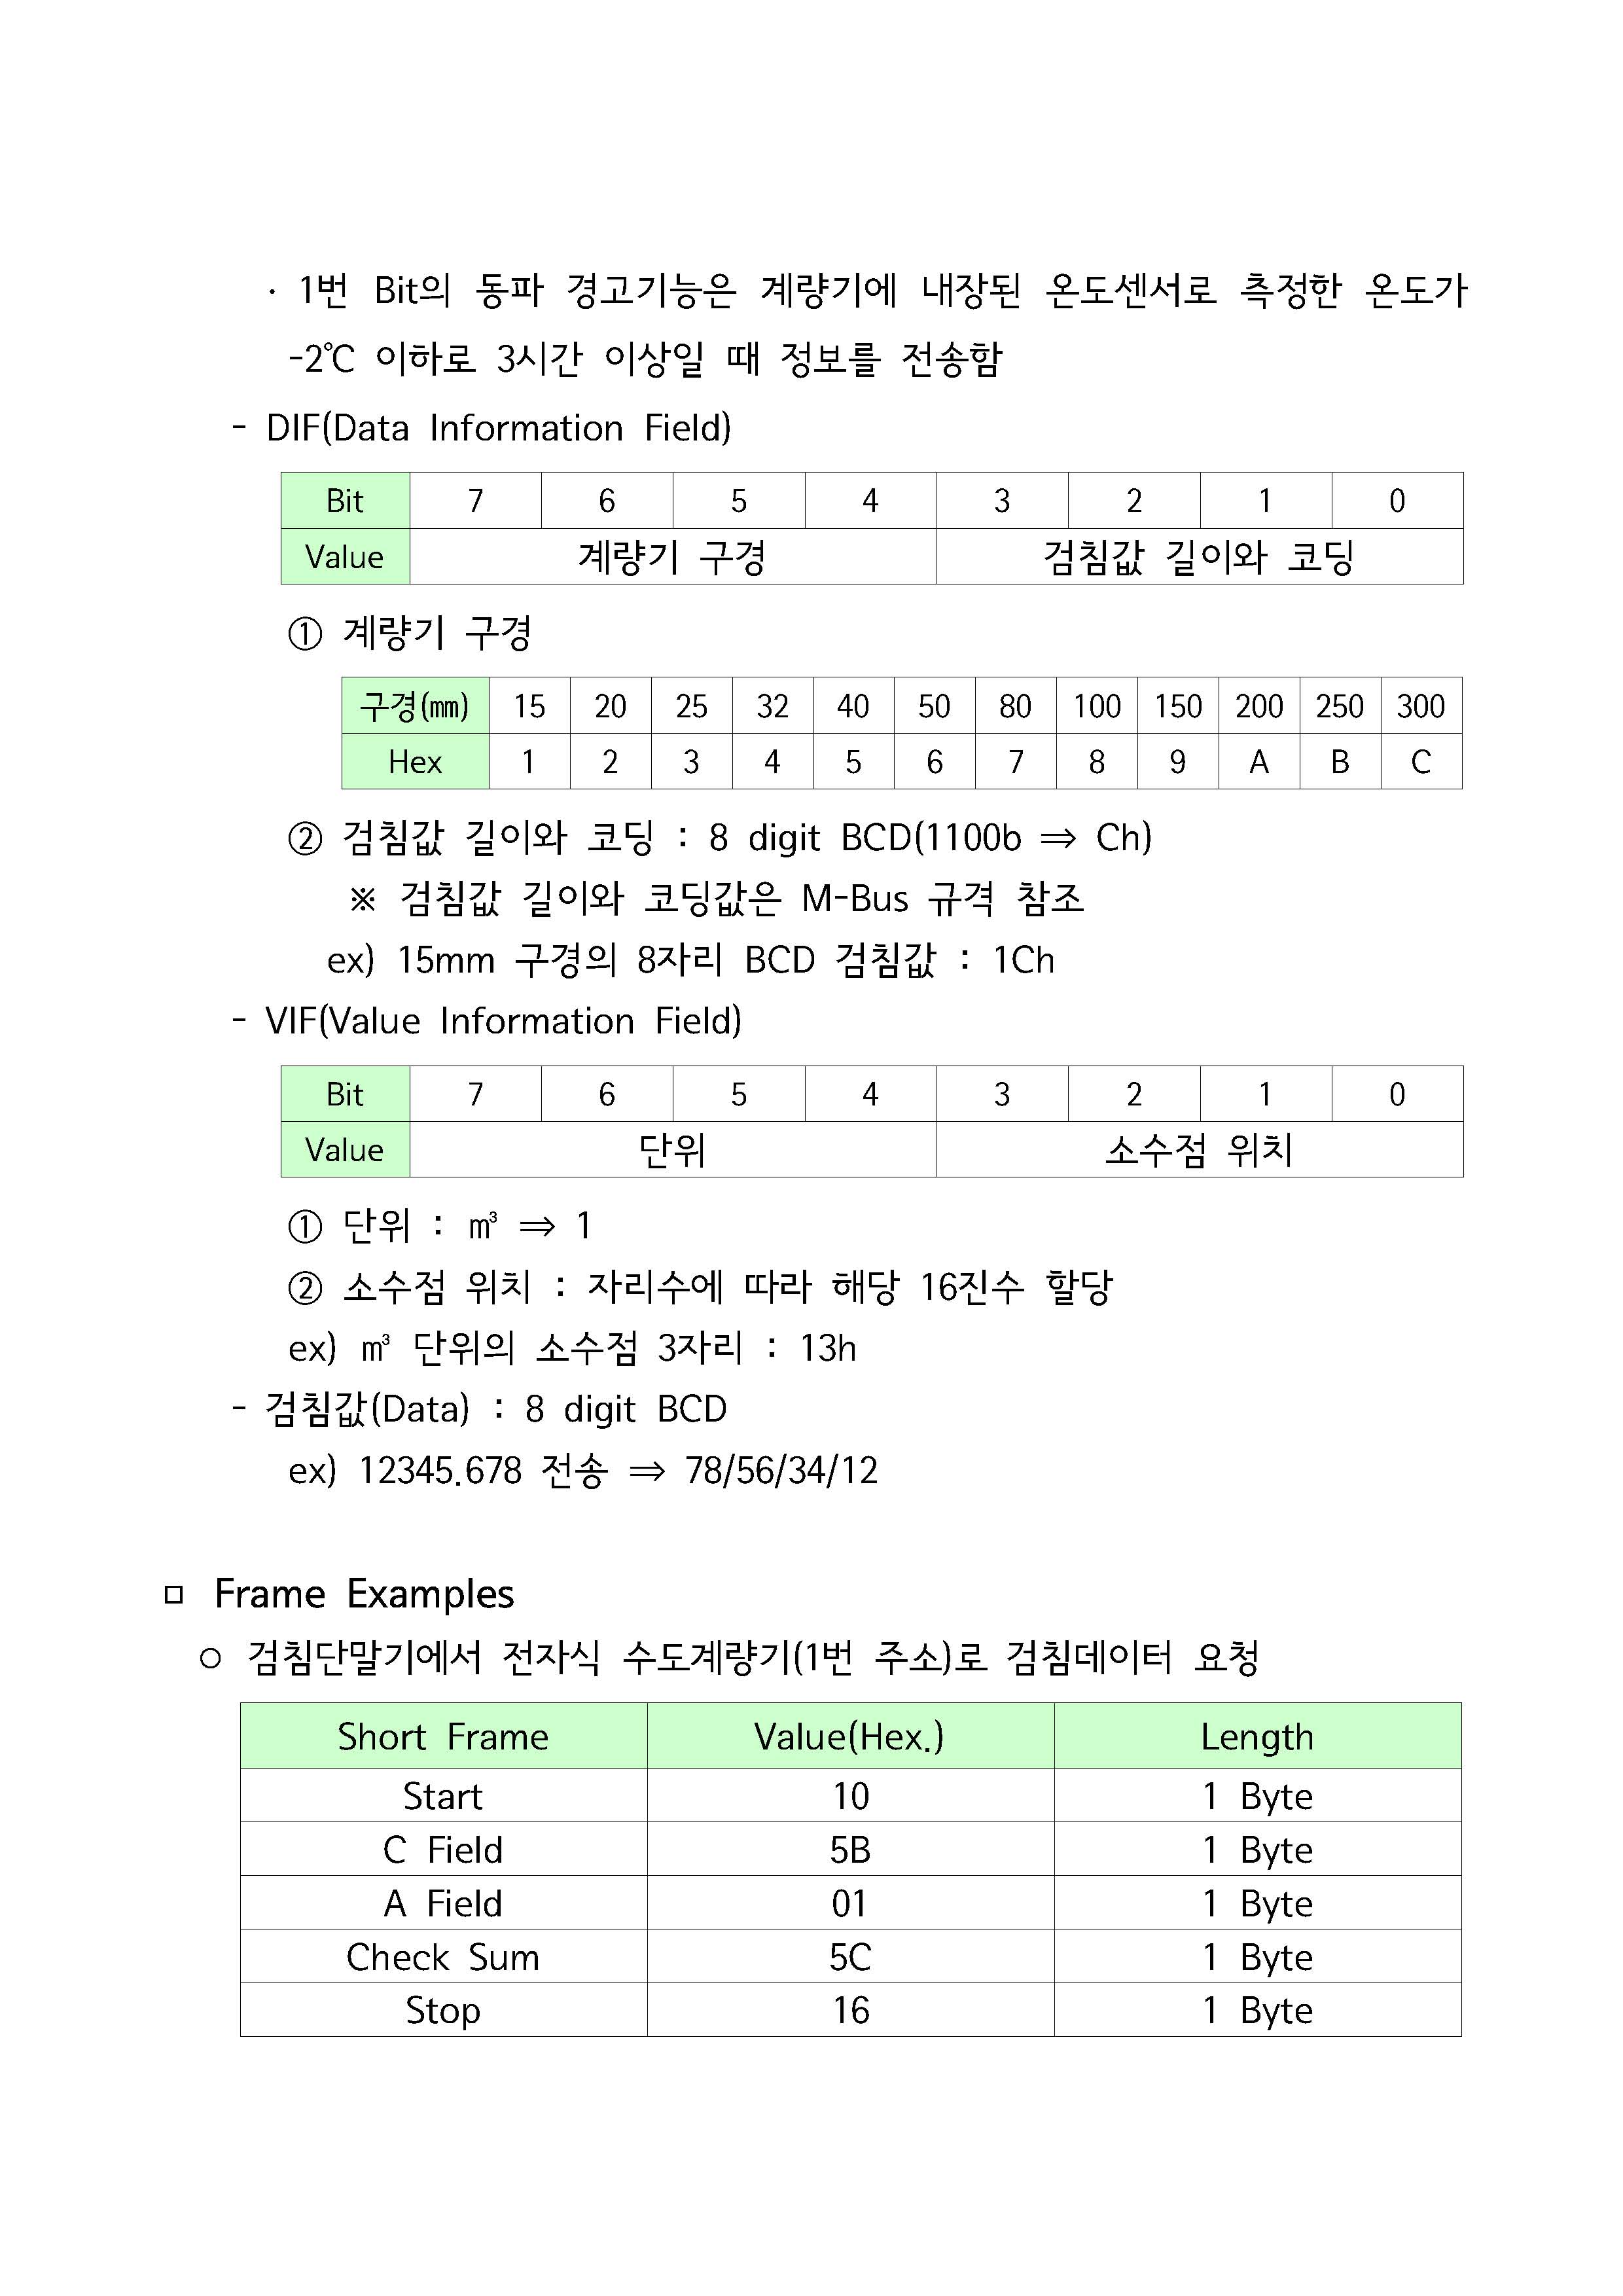 · 1번 Bit의 동파 경고기능은 계량기에 내장된 온도센서로 측정한 온도가
-2℃ 이하로 3시간 이상일 때 정보를 전송함
- DIF(Data Information Field)
Bit 7 6 5 4 3 2 1 0
Value 계량기 구경 검침값 길이와 코딩
① 계량기 구경
구경(㎜) 15 20 25 32 40 50 80 100 150 200 250 300
Hex 1 2 3 4 5 6 7 8 9 A B C
② 검침값 길이와 코딩 : 8 digit BCD(1100b ⇒ Ch)
※ 검침값 길이와 코딩값은 M-Bus 규격 참조
ex) 15mm 구경의 8자리 BCD 검침값 : 1Ch
- VIF(Value Information Field)
Bit 7 6 5 4 3 2 1 0
Value 단위 소수점 위치
① 단위 : ㎥ ⇒ 1
② 소수점 위치 : 자리수에 따라 해당 16진수 할당
ex) ㎥ 단위의 소수점 3자리 : 13h
- 검침값(Data) : 8 digit BCD
ex) 12345.678 전송 ⇒ 78/56/34/12
□ Frame Examples
○ 검침단말기에서 전자식 수도계량기(1번 주소)로 검침데이터 요청
Short Frame Value(Hex.) Length
Start 10 1 Byte
C Field 5B 1 Byte
A Field 01 1 Byte
Check Sum 5C 1 Byte
Stop 16 1 Byte